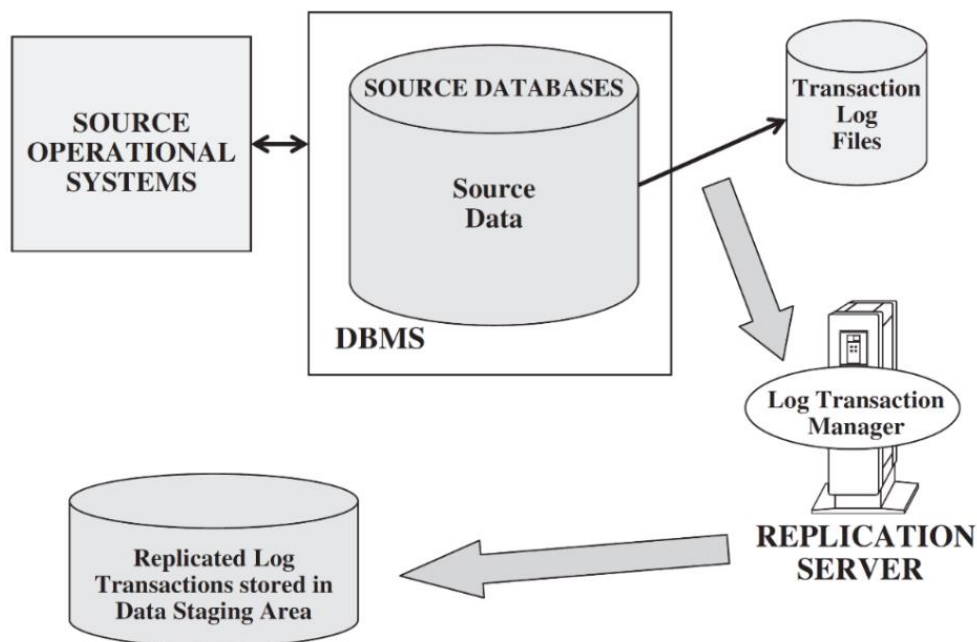 SOURCE
OPERATIONAL
SYSTEMS
SOURCE DATABASES
Source
Data
DBMS
Transaction
Log
Files
Log Transaction
Manager
REPLICATION
SERVER
Replicated Log
Transactions stored in
Data Staging Area